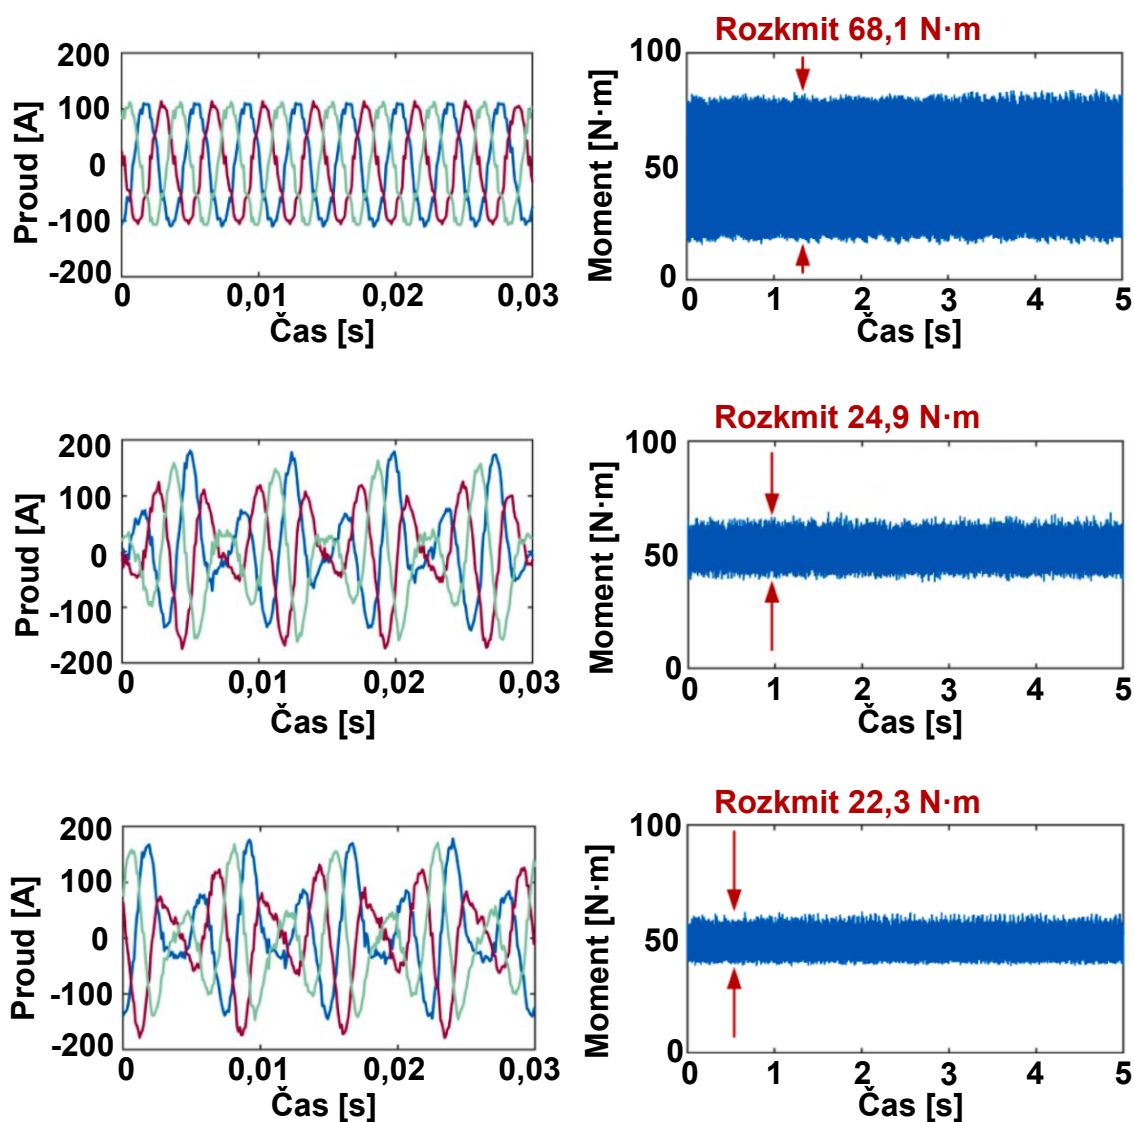 Proud [A]
200
100
0
-100
-200
0 0,01 0,02 0,03
Čas [s]
Rozkmit 68,1 N·m
Moment [N·m]
100
50
0
0 1 2 3 4 5
Čas [s]
Proud [A]
200
100
0
-100
-200
0 0,01 0,02 0,03
Čas [s]
Rozkmit 24,9 N·m
Moment [N·m]
100
50
0
0 1 2 3 4 5
Čas [s]
Proud [A]
200
100
0
-100
-200
0 0,01 0,02 0,03
Čas [s]
Rozkmit 22,3 N·m
Moment [N·m]
100
50
0
0 1 2 3 4 5
Čas [s]